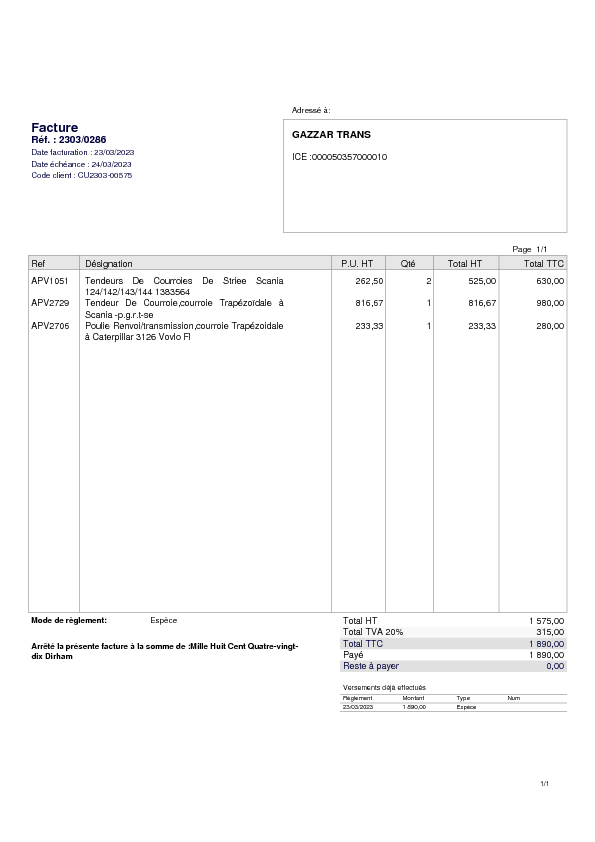 Adressé à:
Facture
Réf. : 2303/0286
Date facturation : 23/03/2023
Date échéance : 24/03/2023
Code client : CU2303-00575
GAZZAR TRANS
ICE :000050357000010
Page 1/1
Ref Désignation P.U. HT Qté Total HT Total TTC
APV1051 Tendeurs De Courroies De Striee Scania 262,50 2 525,00 630,00
124/142/143/144 1383564
APV2729 Tendeur De Courroie,courroie Trapézoïdale à 816,67 1 816,67 980,00
Scania -p.g.r.t-se
APV2706 Poulie Renvoi/transmission,courroie Trapézoidale 233,33 1 233,33 280,00
à Caterpillar 3126 Vovlo Fl
Mode de règlement: Espèce
Total HT 1 575,00
Total TVA 20% 315,00
Total TTC 1 890,00
Payé 1 890,00
Reste à payer 0,00
Arrêté la présente facture à la somme de :Mille Huit Cent Quatre-vingt-
dix Dirham
Versements déjà effectués
Règlement Montant Type Num
23/03/2023 1 890,00 Espèce
1/1